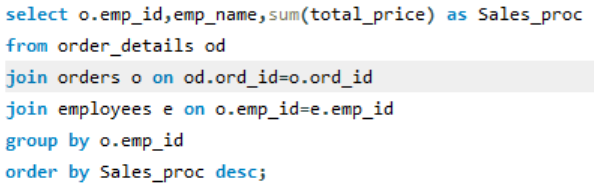 select o.emp_id,emp_name,sum(total_price) as Sales_proc
from order_details od
join orders o on od.ord_id=o.ord_id
join employees e on o.emp_id=e.emp_id
group by o.emp_id
order by Sales_proc desc;